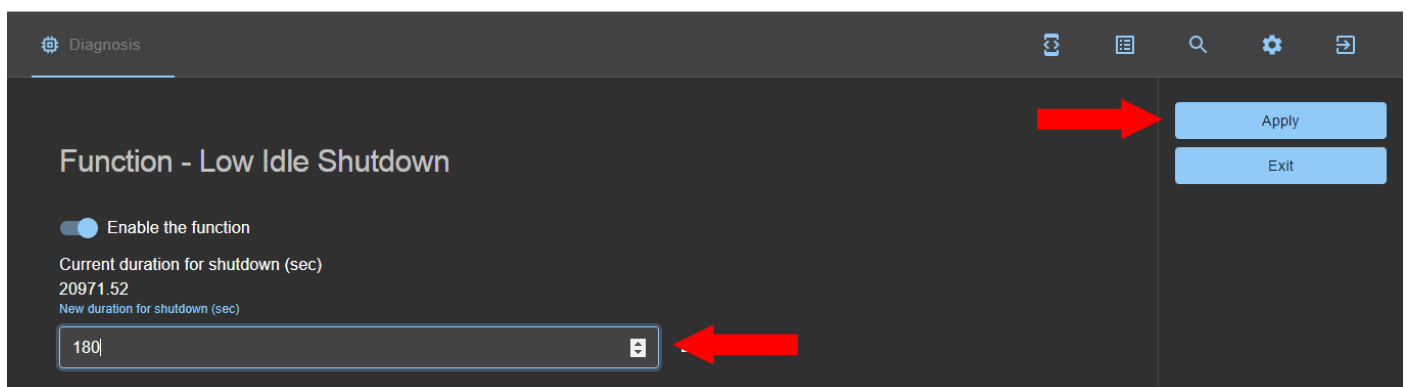 Diagnosis
Apply
Function - Low Idle Shutdown
Exit
Enable the function
Current duration for shutdown (sec)
20971.52
New duration for shutdown (sec)
180